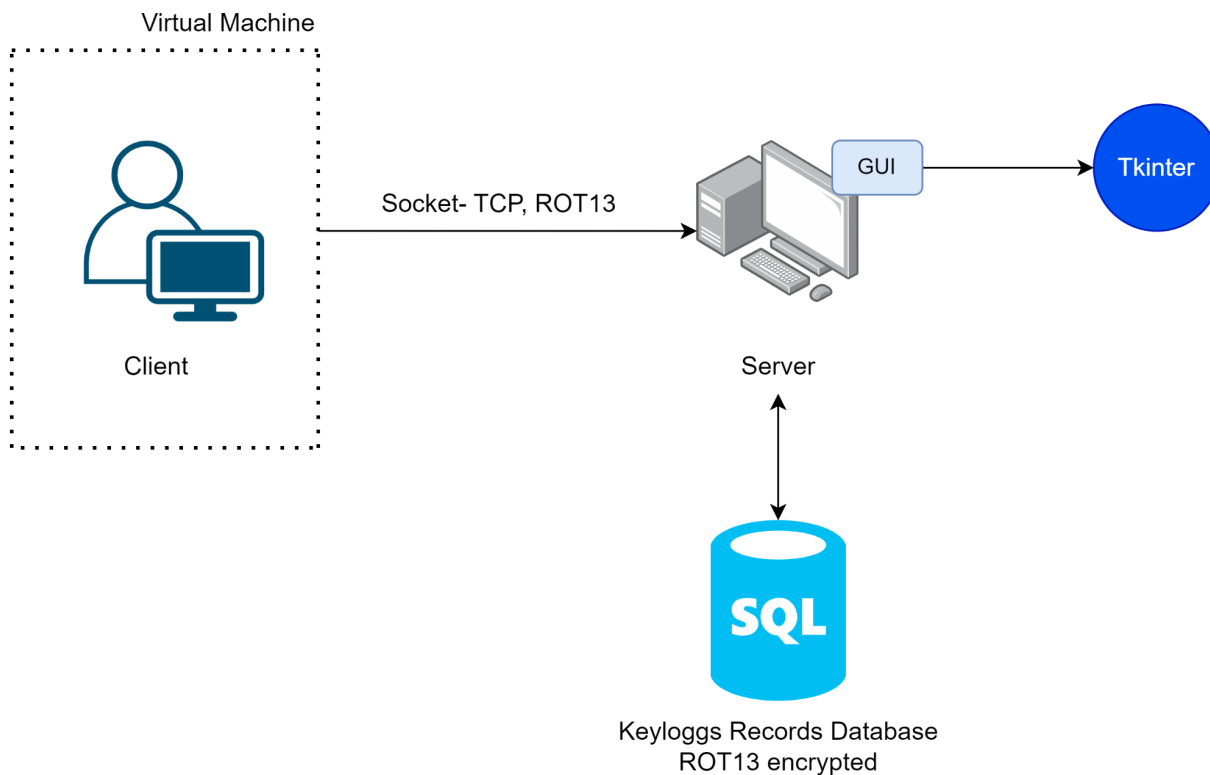 Virtual Machine
GUI
Tkinter
Socket- TCP, ROT13
Client
Server
SQL
Keyloggs Records Database
ROT13 encrypted